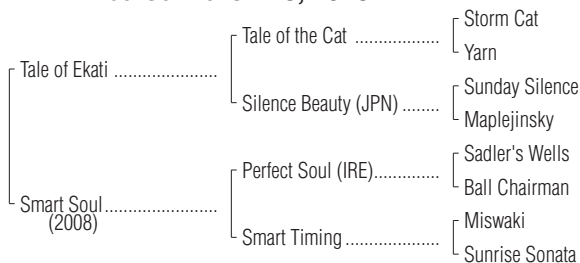 Tale of Ekati
Smart Soul
(2008)
Tale of the Cat
Silence Beauty (JPN)
Perfect Soul (IRE)
Smart Timing
Storm Cat
Yarn
Sunday Silence
Maplejinsky
Sadler's Wells
Ball Chairman
Miswaki
Sunrise Sonata